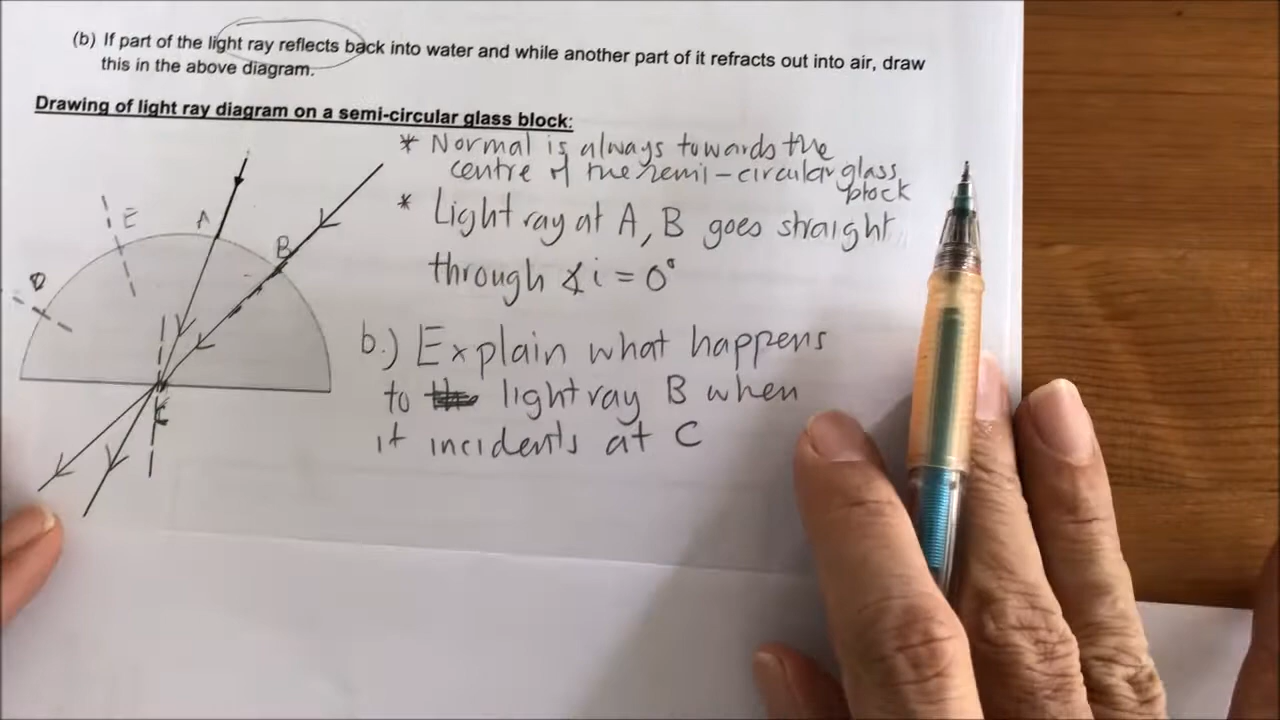 (b) If part of the light ray reflects back into water and while another part of it refracts out into air, draw
this in the above diagram.
Drawing of light ray diagram on a semi-circular glass block:
* Normal is always towards the
centre of the semi-circular glass
block
* Light ray at A, B goes straight
through ∡i = 0°
E
A
B
D
C
b.) Explain what happens
to light ray B when
it incidents at C